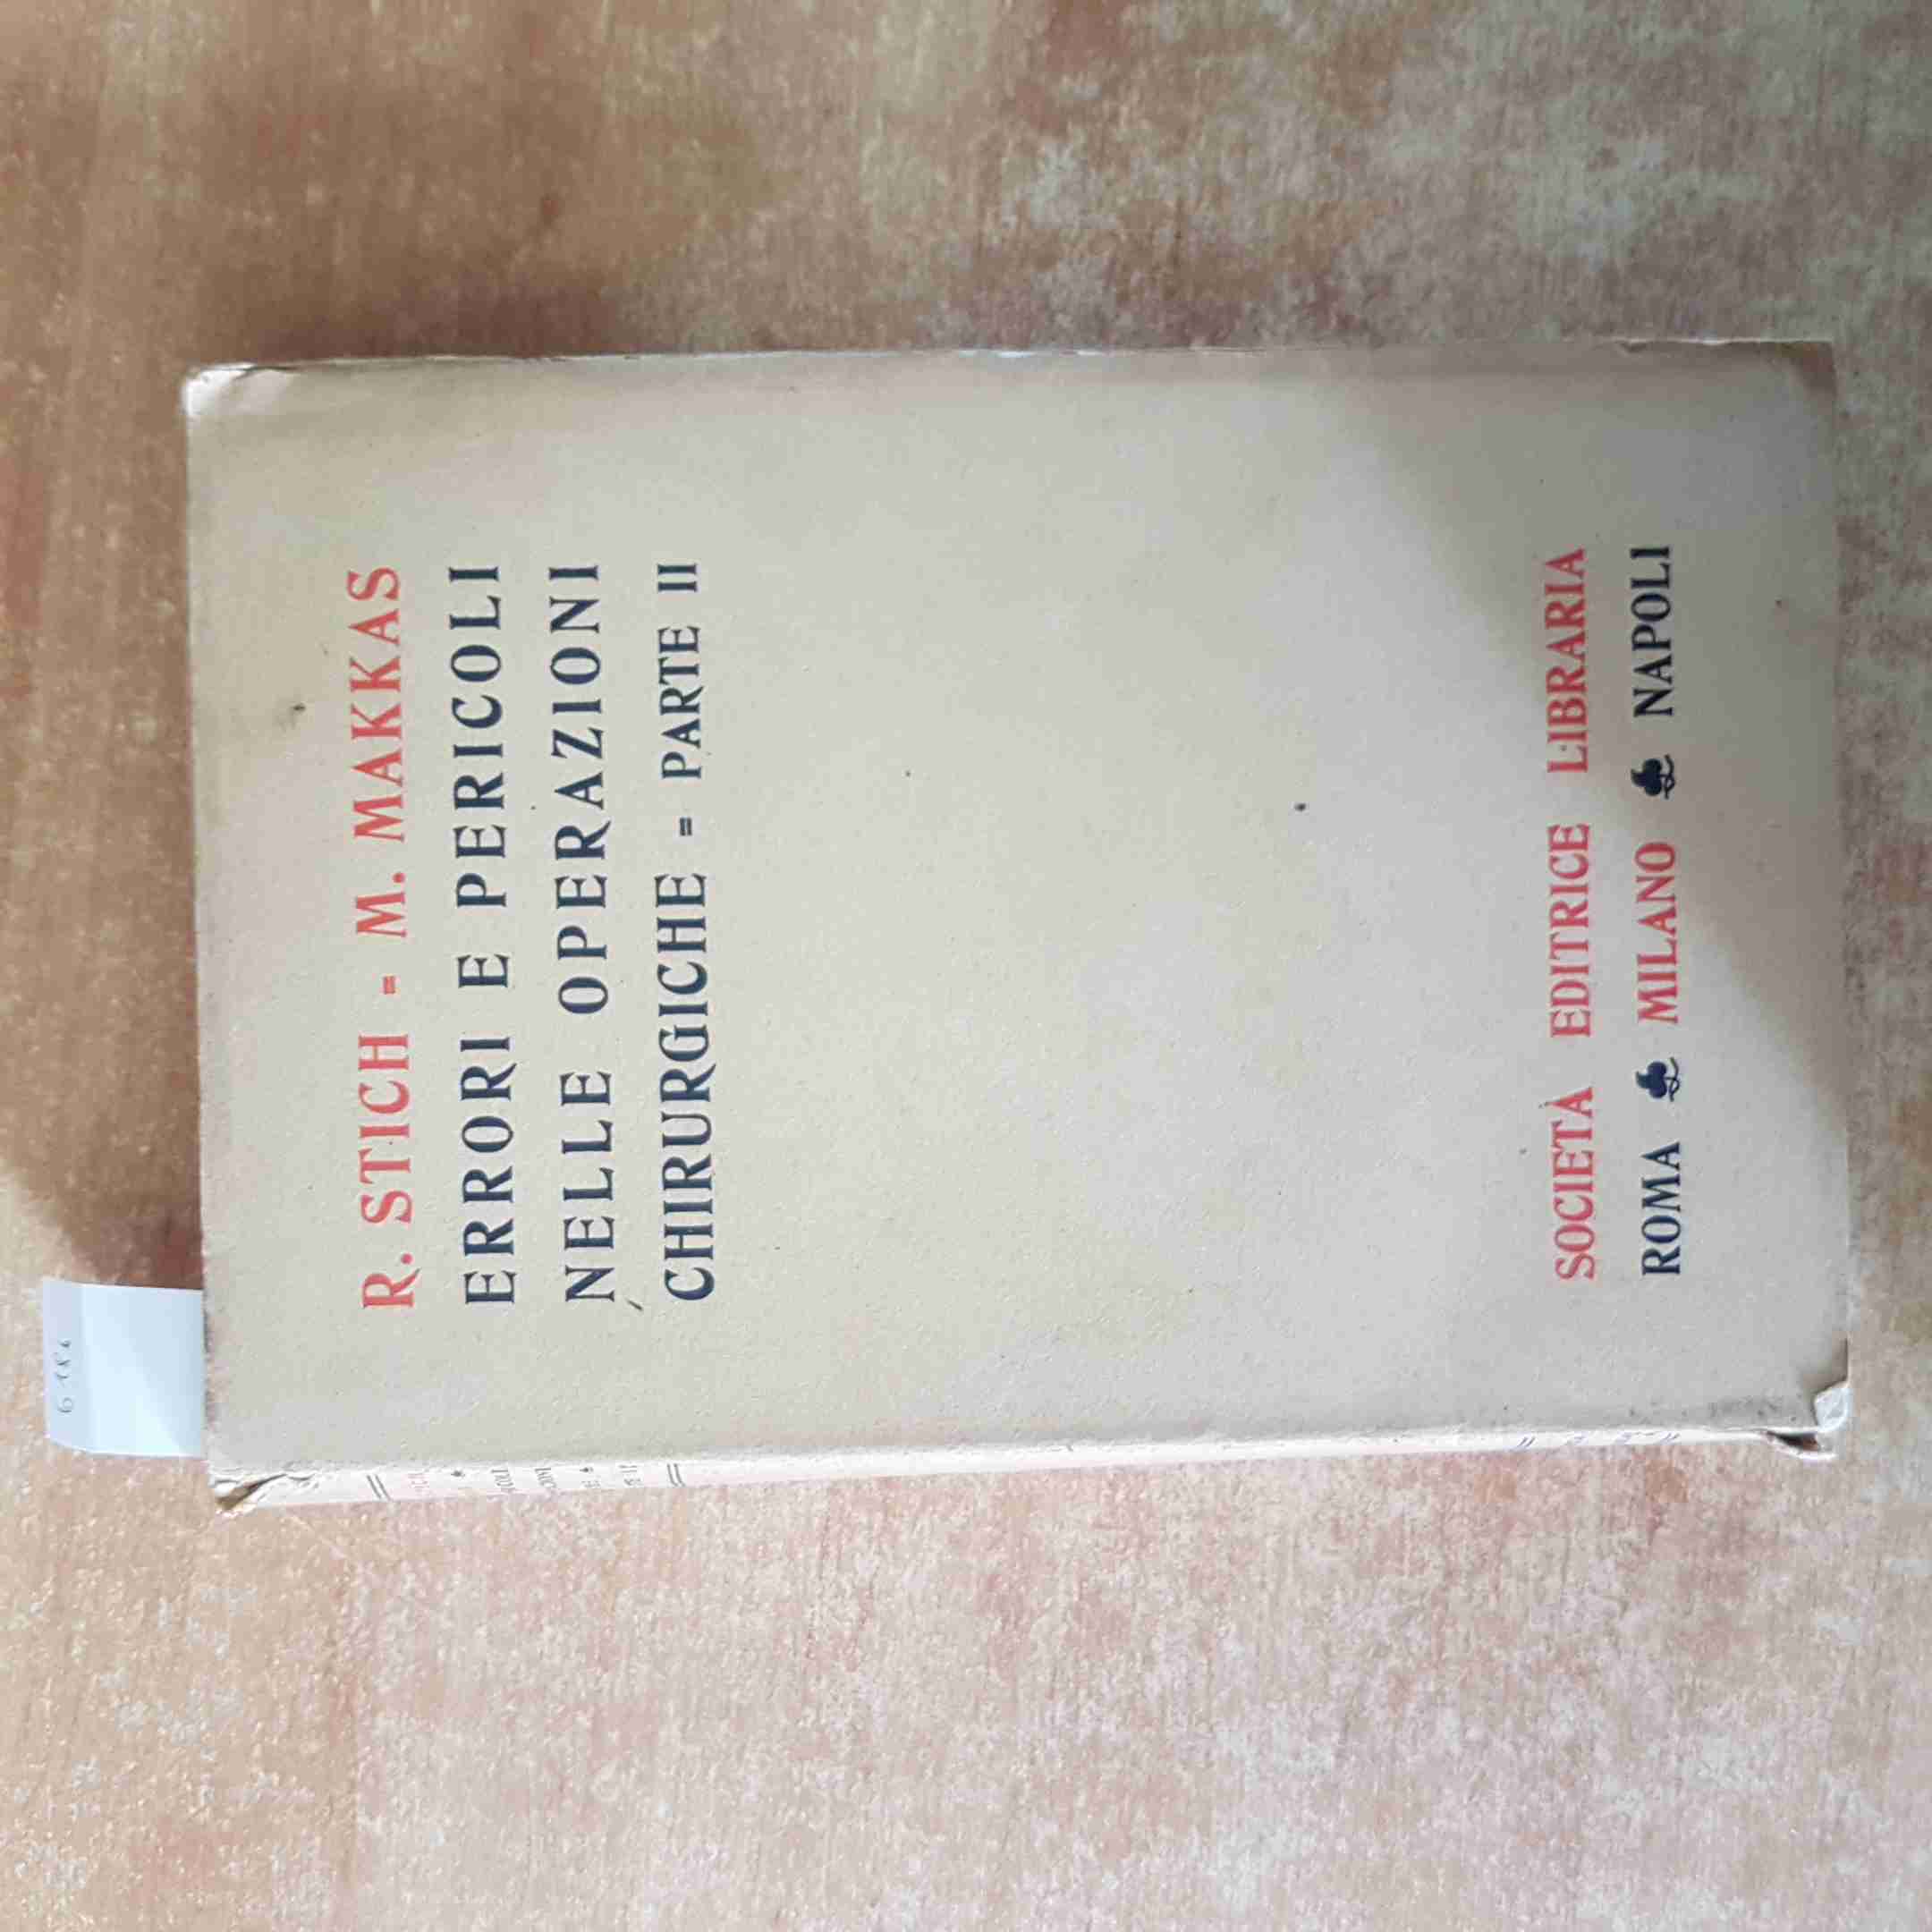 R. STICH = M. MAKKAS
ERRORI E PERICOLI
NELLE OPERAZIONI
CHIRURGICHE = PARTE II
SOCIETÀ EDITRICE LIBRARIA
ROMA MILANO NAPOLI